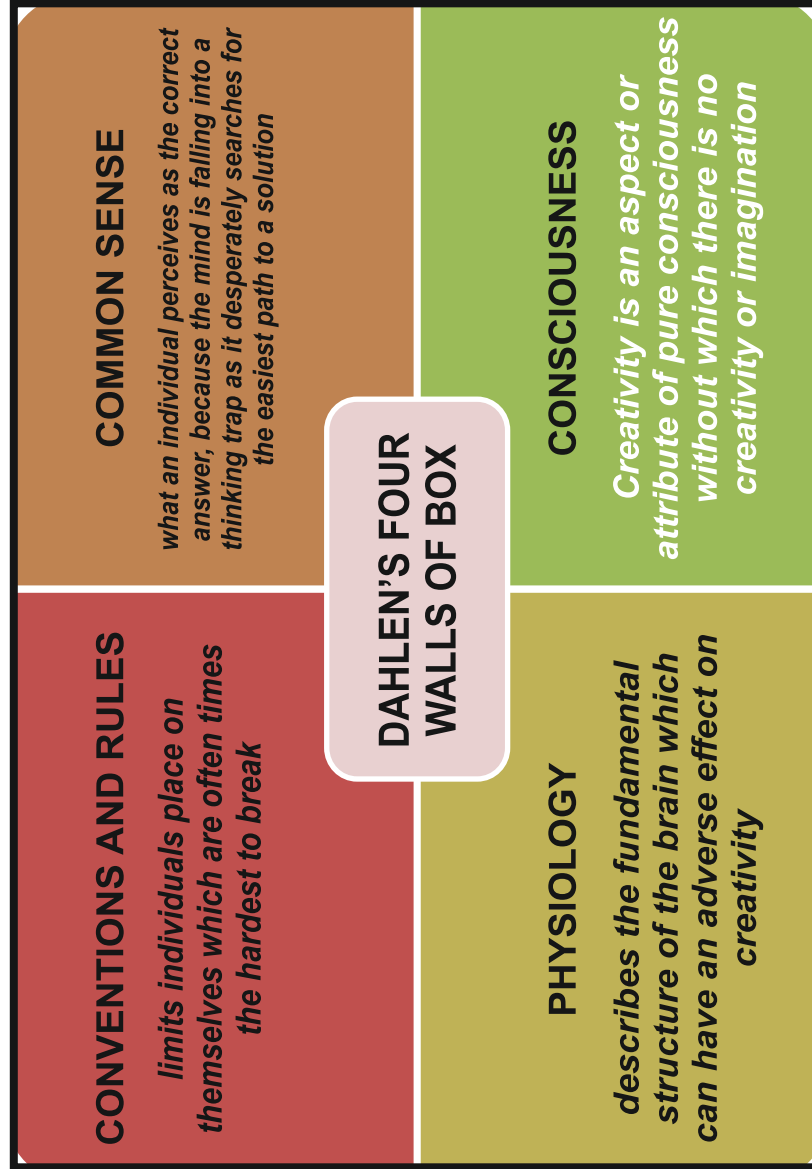 CONVENTIONS AND RULES
limits individuals place on
themselves which are often times
the hardest to break
COMMON SENSE
what an individual perceives as the correct
answer, because the mind is falling into a
thinking trap as it desperately searches for
the easiest path to a solution
DAHLEN’S FOUR
WALLS OF BOX
PHYSIOLOGY
describes the fundamental
structure of the brain which
can have an adverse effect on
creativity
CONSCIOUSNESS
Creativity is an aspect or
attribute of pure consciousness
without which there is no
creativity or imagination